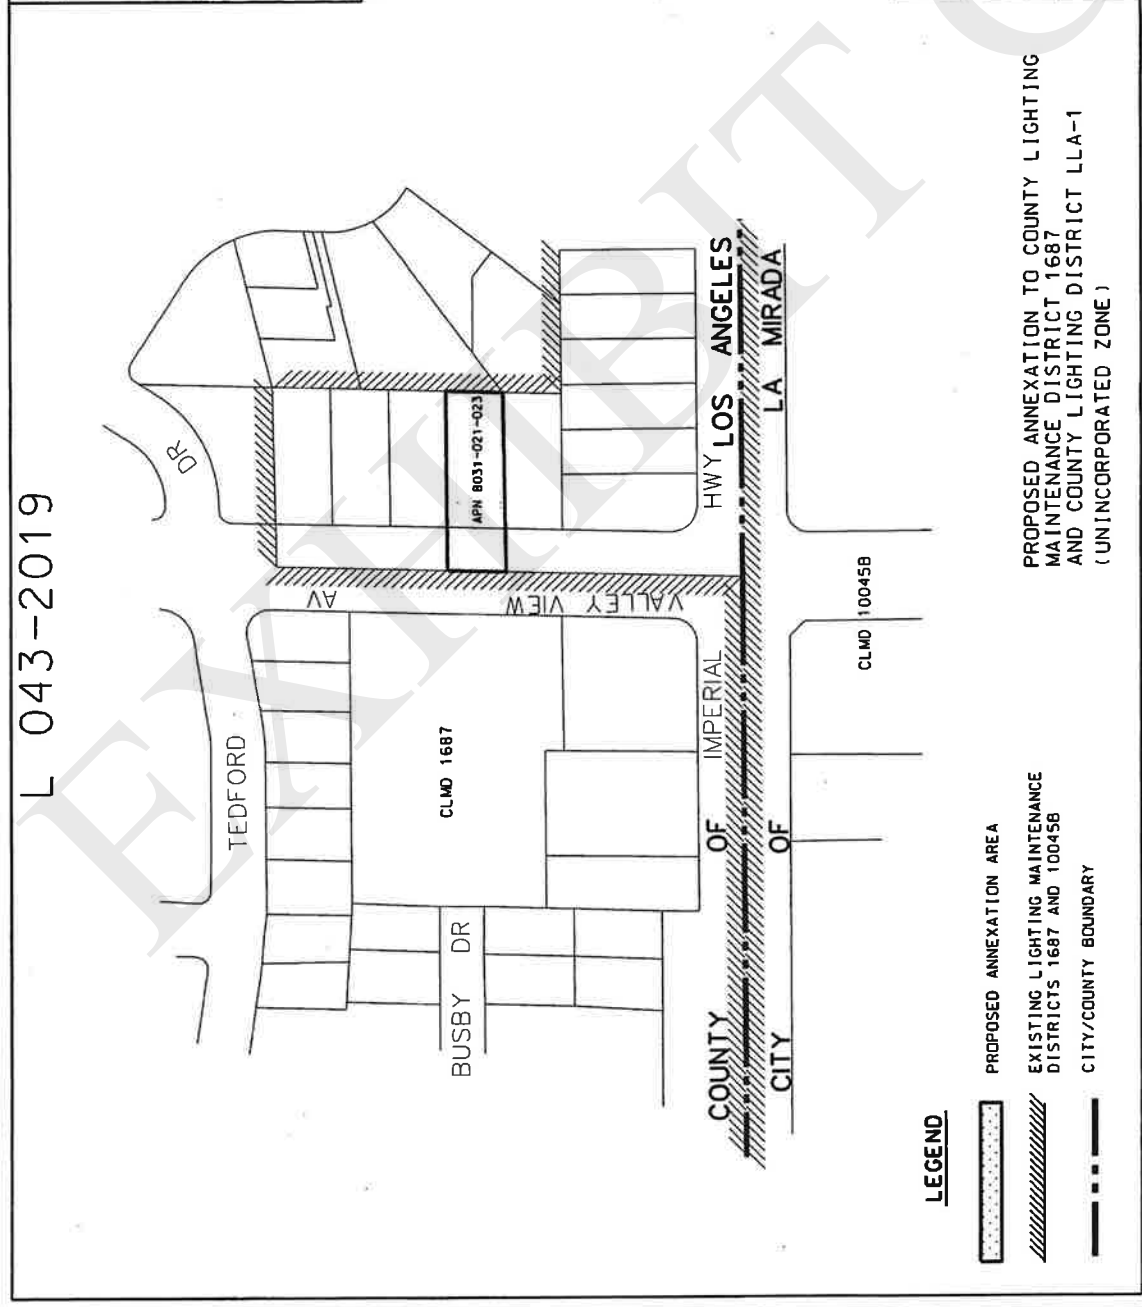 L 043-2019
TEDFORD
DR
BUSBY DR
CLMD 1687
VALLEY VIEW
AV
APN 8031-021-023
IMPERIAL
HWY
COUNTY OF LOS ANGELES
CITY OF LA MIRADA
CLMD 10045B
LEGEND
PROPOSED ANNEXATION AREA
EXISTING LIGHTING MAINTENANCE
DISTRICTS 1687 AND 10045B
CITY/COUNTY BOUNDARY
PROPOSED ANNEXATION TO COUNTY LIGHTING
MAINTENANCE DISTRICT 1687
AND COUNTY LIGHTING DISTRICT LLA-1
(UNINCORPORATED ZONE)
EXHIBIT